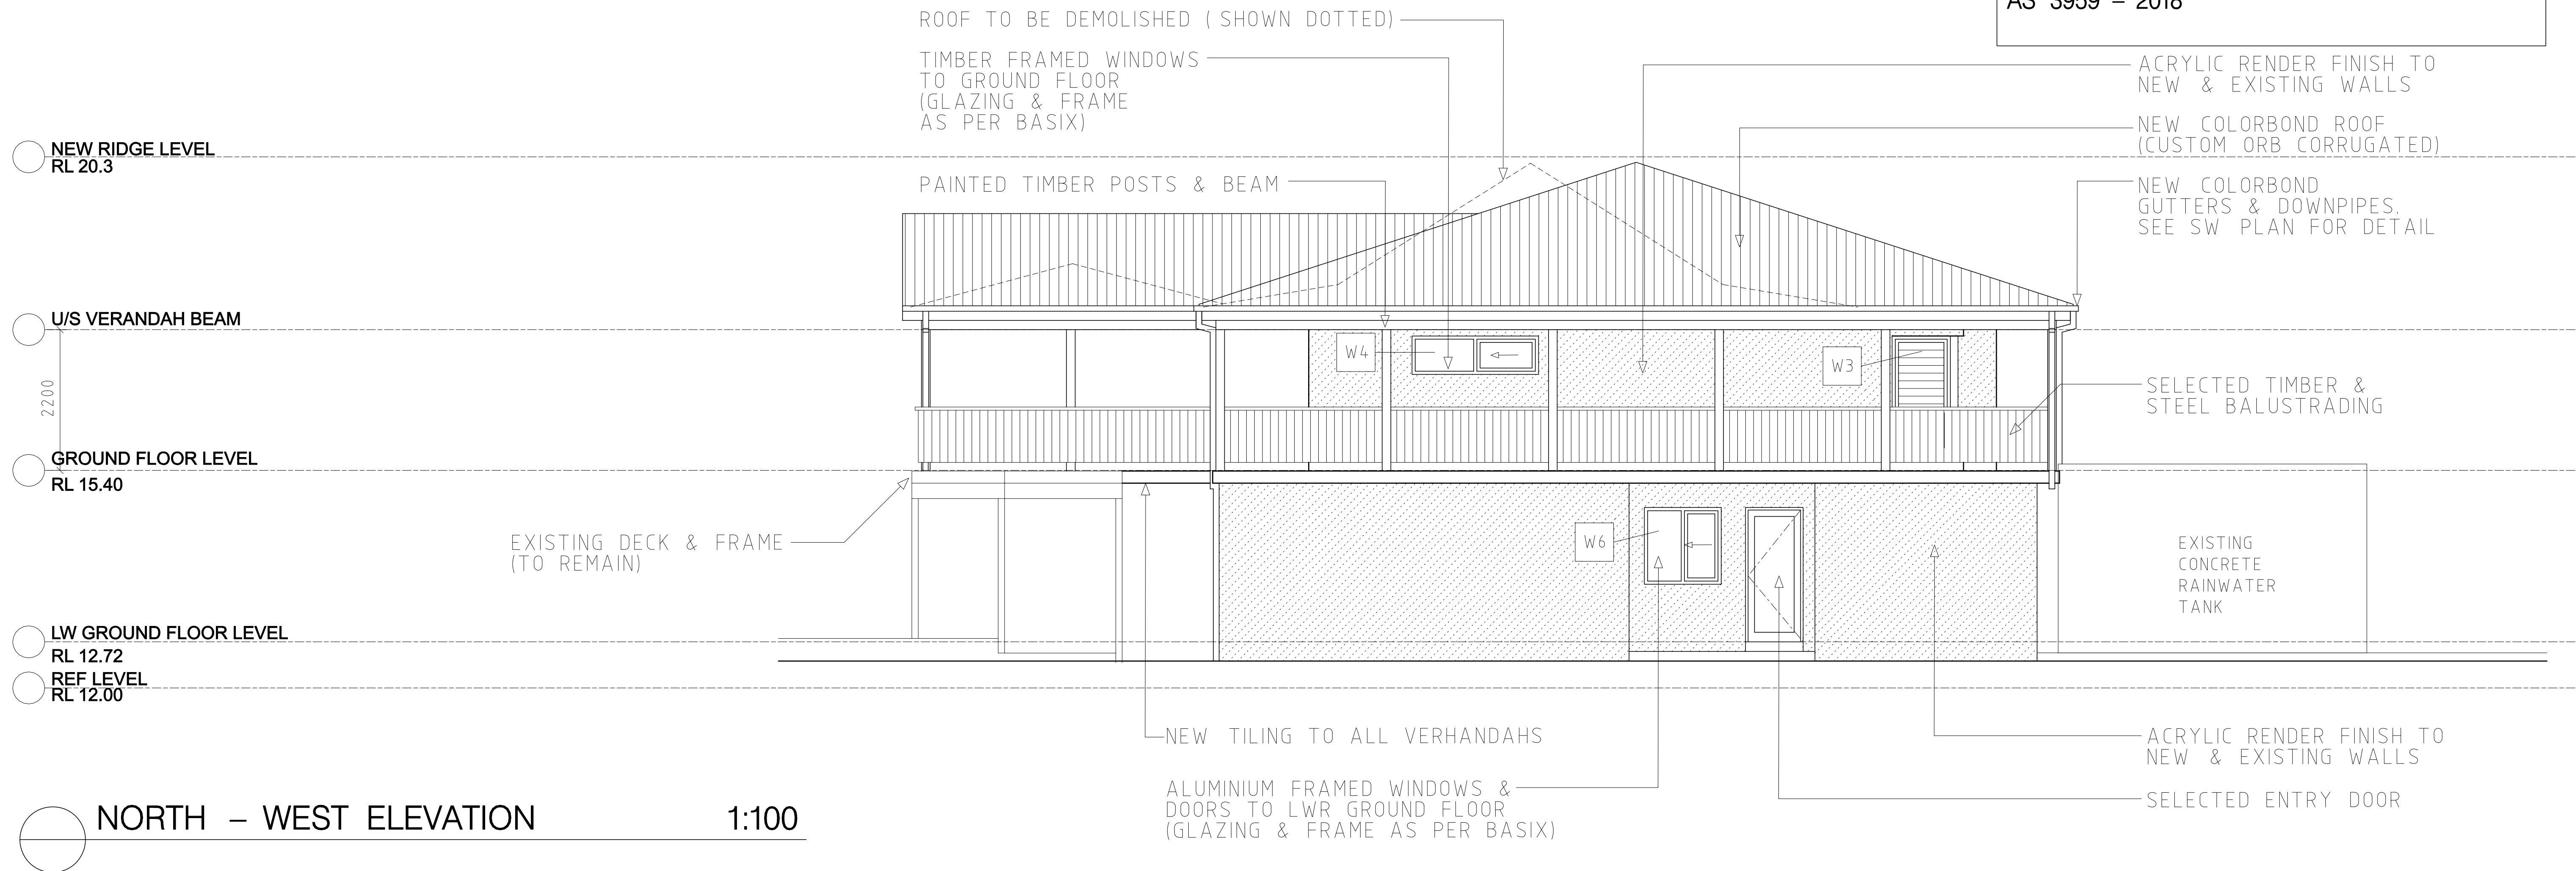 AS 3959 – 2018
ROOF TO BE DEMOLISHED ( SHOWN DOTTED)
TIMBER FRAMED WINDOWS
TO GROUND FLOOR
(GLAZING & FRAME
AS PER BASIX)
PAINTED TIMBER POSTS & BEAM
ACRYLIC RENDER FINISH TO
NEW & EXISTING WALLS
NEW COLORBOND ROOF
(CUSTOM ORB CORRUGATED)
NEW COLORBOND
GUTTERS & DOWNPIPES.
SEE SW PLAN FOR DETAIL
NEW RIDGE LEVEL
RL 20.3
U/S VERANDAH BEAM
2200
GROUND FLOOR LEVEL
RL 15.40
LW GROUND FLOOR LEVEL
RL 12.72
REF LEVEL
RL 12.00
W4
W3
W6
SELECTED TIMBER &
STEEL BALUSTRADING
EXISTING DECK & FRAME
(TO REMAIN)
EXISTING
CONCRETE
RAINWATER
TANK
NEW TILING TO ALL VERHANDAHS
ALUMINIUM FRAMED WINDOWS &
DOORS TO LWR GROUND FLOOR
(GLAZING & FRAME AS PER BASIX)
ACRYLIC RENDER FINISH TO
NEW & EXISTING WALLS
SELECTED ENTRY DOOR
NORTH – WEST ELEVATION 1:100